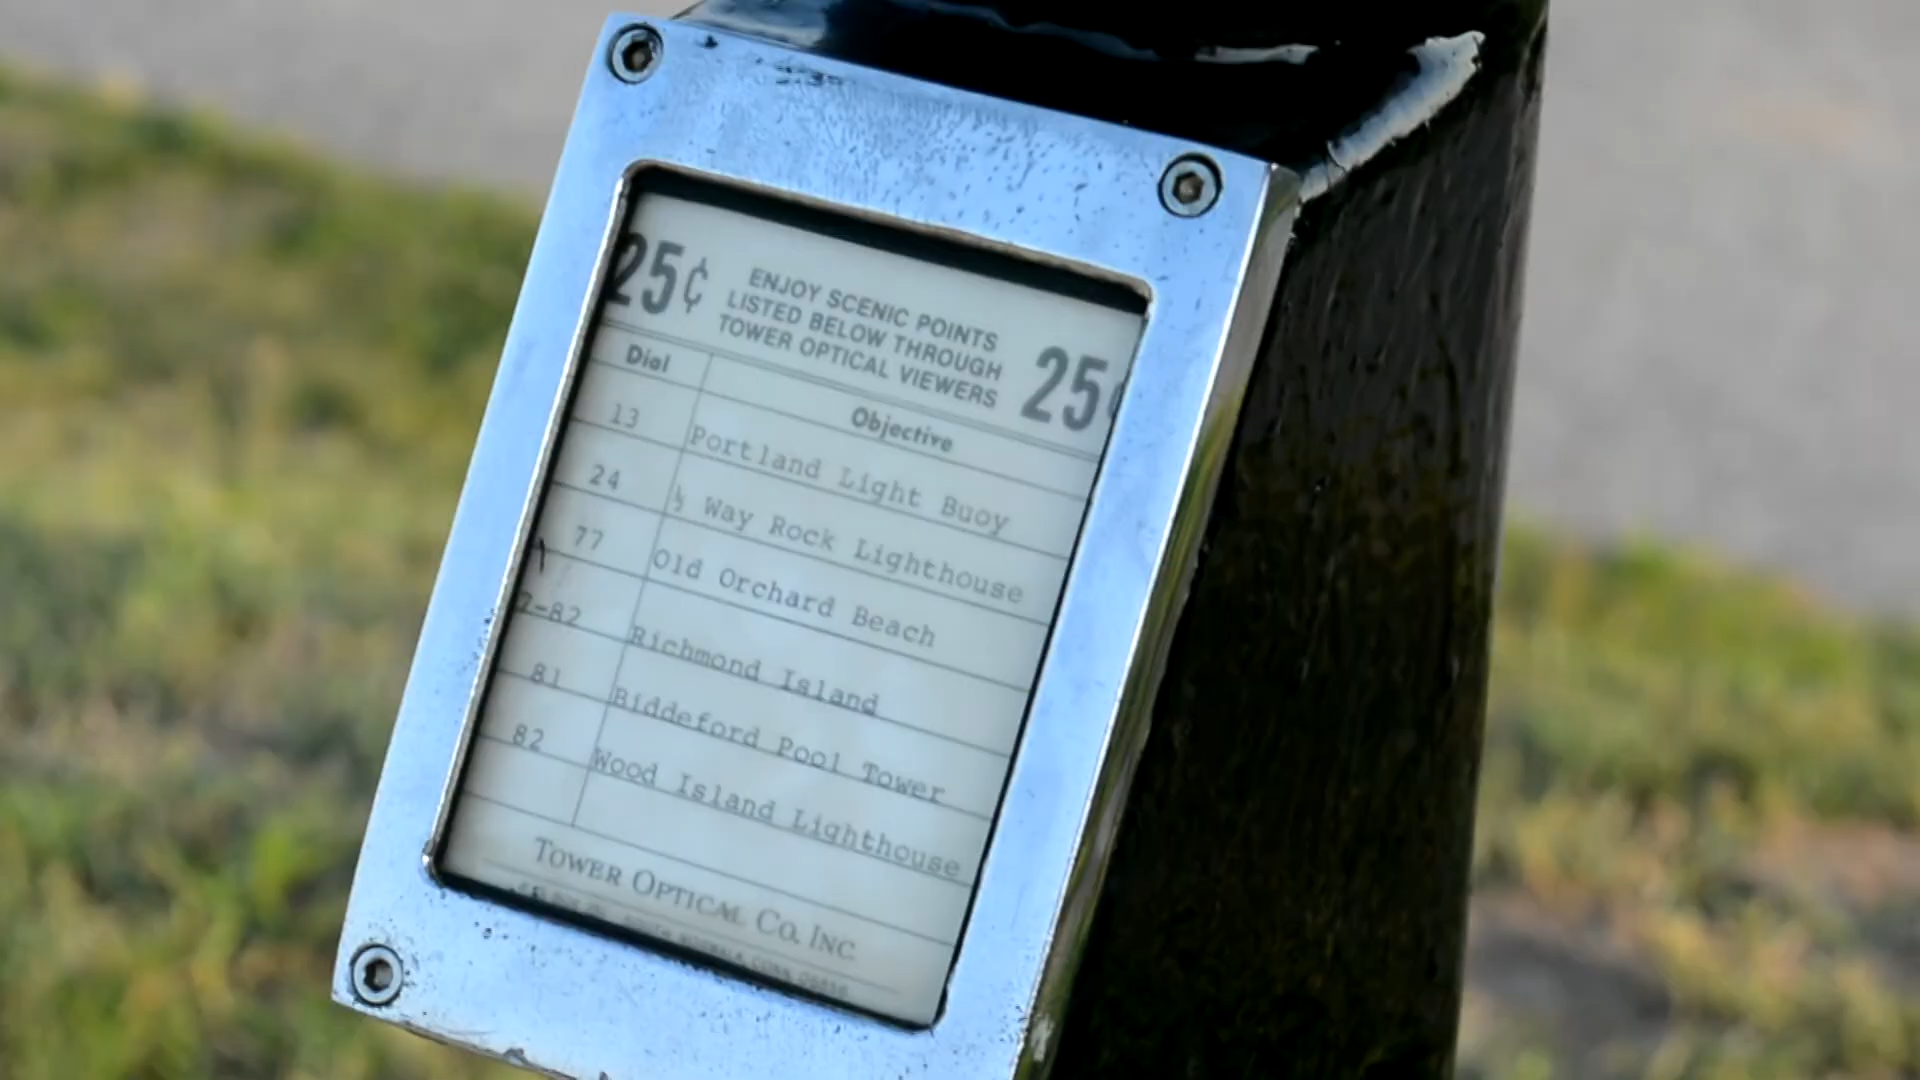 25¢ ENJOY SCENIC POINTS 25¢
LISTED BELOW THROUGH
TOWER OPTICAL VIEWERS
Dial Objective
13 Portland Light Buoy
24 ½ Way Rock Lighthouse
77 Old Orchard Beach
7-82 Richmond Island
81 Biddeford Pool Tower
82 Wood Island Lighthouse
TOWER OPTICAL CO. INC.